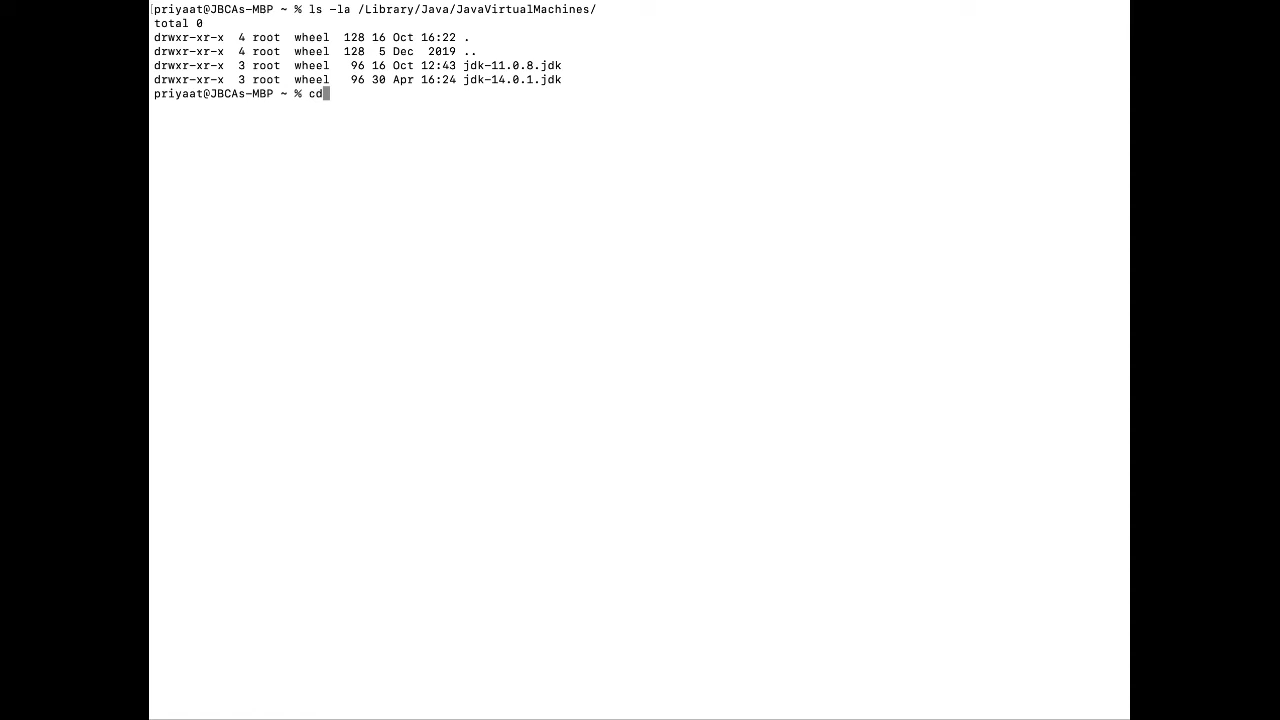 [priyaat@JBCAs-MBP ~ % ls -la /Library/Java/JavaVirtualMachines/
total 0
drwxr-xr-x  4 root  wheel  128 16 Oct 16:22 .
drwxr-xr-x  4 root  wheel  128  5 Dec  2019 ..
drwxr-xr-x  3 root  wheel   96 16 Oct 12:43 jdk-11.0.8.jdk
drwxr-xr-x  3 root  wheel   96 30 Apr 16:24 jdk-14.0.1.jdk
priyaat@JBCAs-MBP ~ % cd